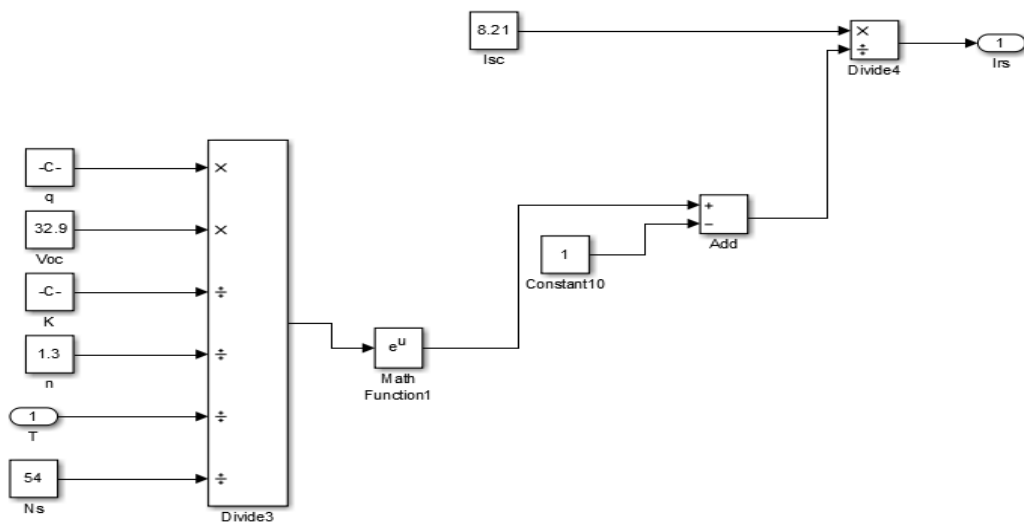 8.21
Isc
×
÷
Divide4
1
Irs
-C-
q
×
32.9
Voc
×
-C-
K
÷
1.3
n
÷
1
T
÷
54
Ns
÷
Divide3
eu
Math
Function1
1
Constant10
+
−
Add